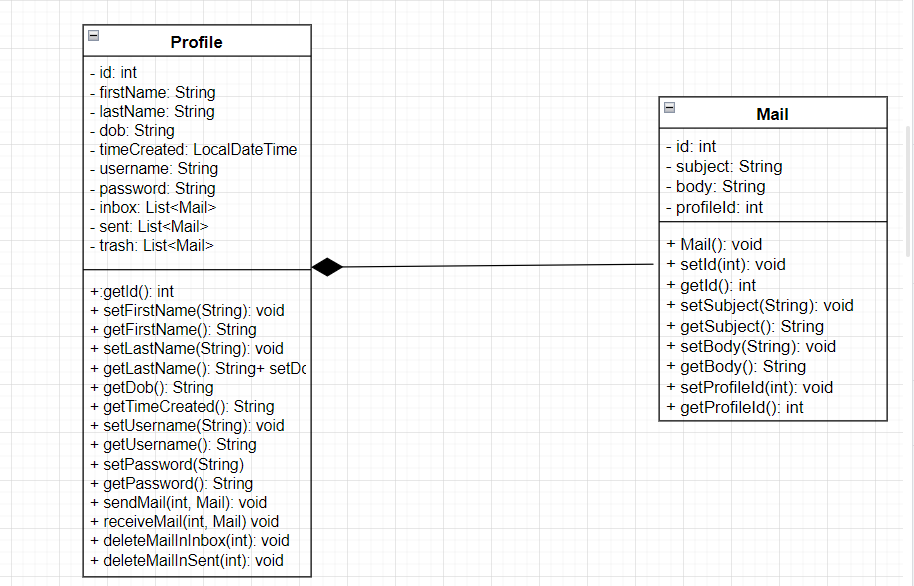 Profile
- id: int
- firstName: String
- lastName: String
- dob: String
- timeCreated: LocalDateTime
- username: String
- password: String
- inbox: List<Mail>
- sent: List<Mail>
- trash: List<Mail>
+:getId(): int
+ setFirstName(String): void
+ getFirstName(): String
+ setLastName(String): void
+ getLastName(): String+ setDo
+ getDob(): String
+ getTimeCreated(): String
+ setUsername(String): void
+ getUsername(): String
+ setPassword(String)
+ getPassword(): String
+ sendMail(int, Mail): void
+ receiveMail(int, Mail) void
+ deleteMailInInbox(int): void
+ deleteMailInSent(int): void
Mail
- id: int
- subject: String
- body: String
- profileId: int
+ Mail(): void
+ setId(int): void
+ getId(): int
+ setSubject(String): void
+ getSubject(): String
+ setBody(String): void
+ getBody(): String
+ setProfileId(int): void
+ getProfileId(): int